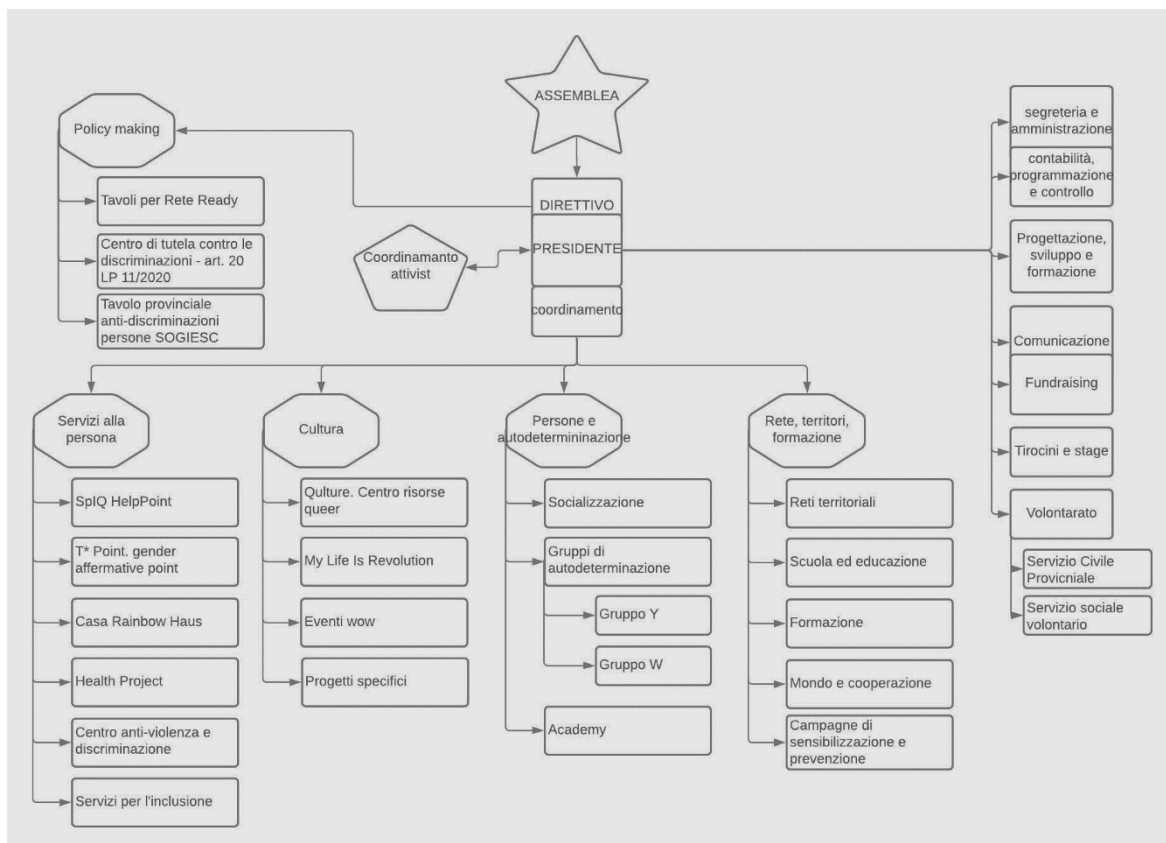 ASSEMBLEA
Policy making
Tavoli per Rete Ready
Centro di tutela contro le
discriminazioni - art. 20
LP 11/2020
Tavolo provinciale
anti-discriminazioni
persone SOGIESC
DIRETTIVO
PRESIDENTE
coordinamento
Coordinamanto
attivist
segreteria e
amministrazione
contabilità,
programmazione
e controllo
Progettazione,
sviluppo e
formazione
Comunicazione
Fundraising
Tirocini e stage
Volontarato
Servizio Civile
Provicniale
Servizio sociale
volontario
Servizi alla
persona
SpIQ HelpPoint
T* Point. gender
affermative point
Casa Rainbow Haus
Health Project
Centro anti-violenza e
discriminazione
Servizi per l'inclusione
Cultura
Qulture. Centro risorse
queer
My Life Is Revolution
Eventi wow
Progetti specifici
Persone e
autodetermininazione
Socializzazione
Gruppi di
autodeterminazione
Gruppo Y
Gruppo W
Academy
Rete, territori,
formazione
Reti territoriali
Scuola ed educazione
Formazione
Mondo e cooperazione
Campagne di
sensibilizzazione e
prevenzione